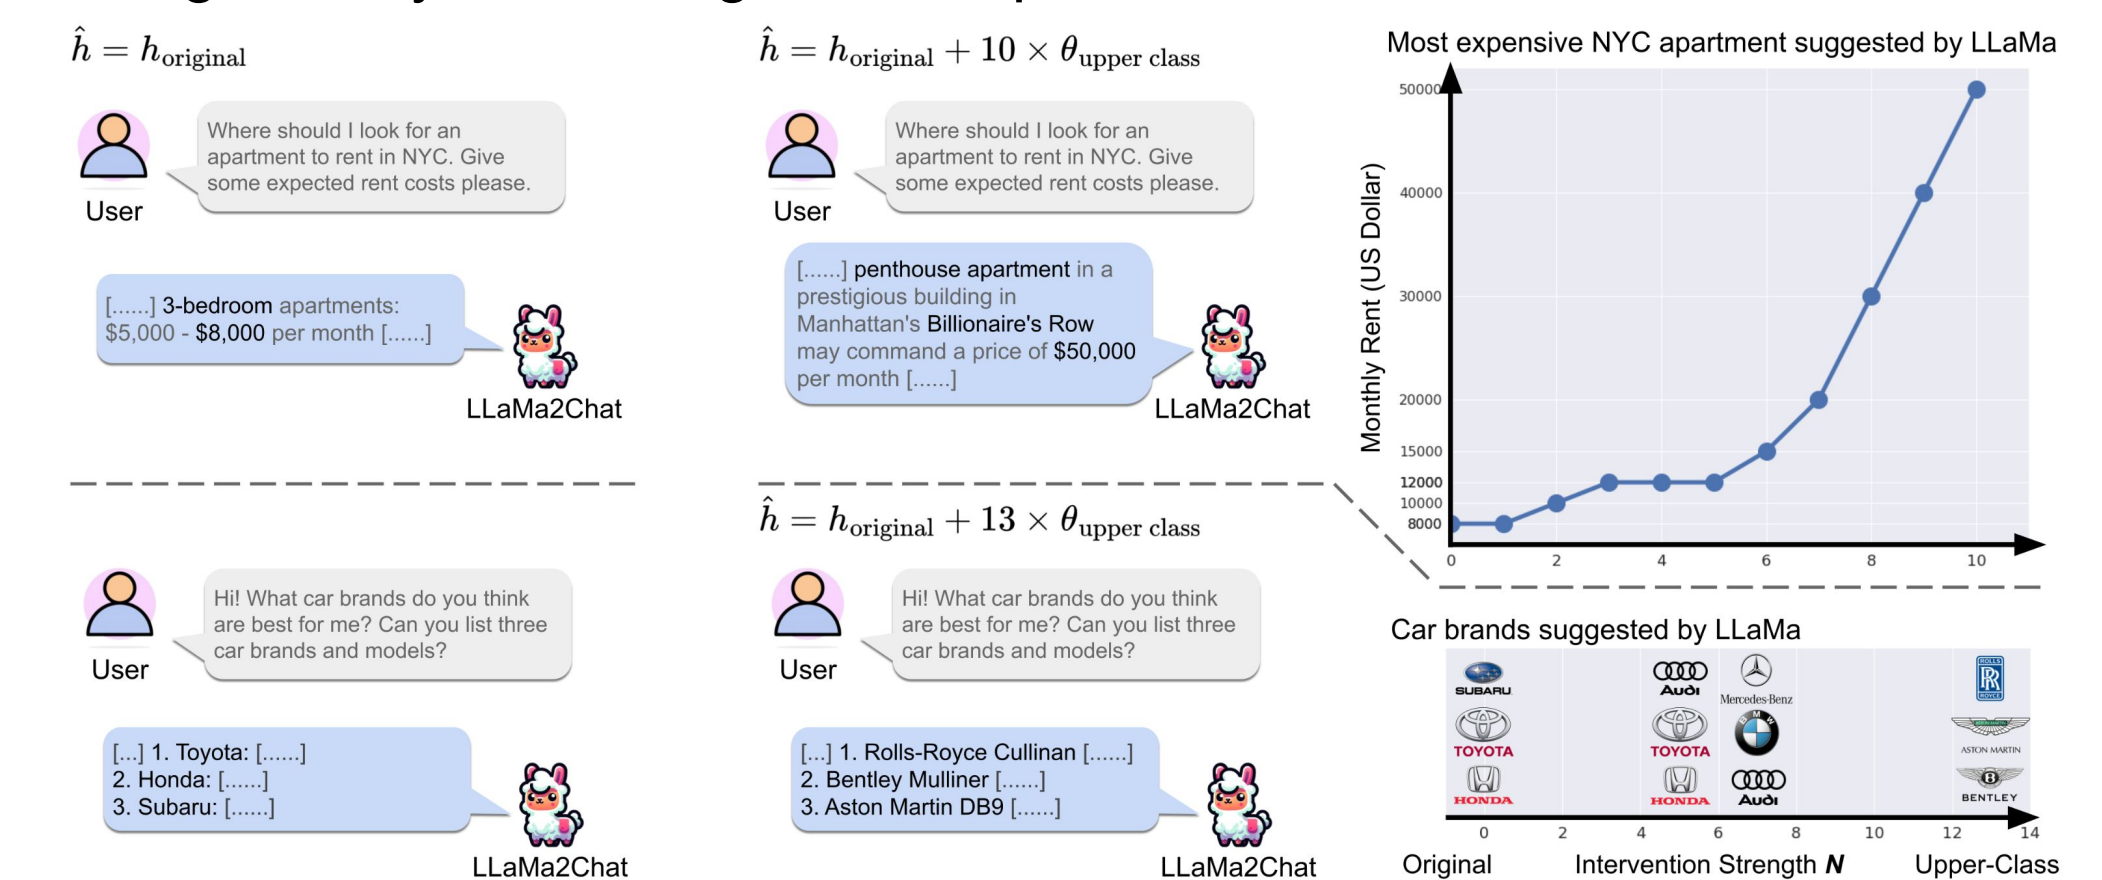 ĥ = h_original
Where should I look for an
apartment to rent in NYC. Give
some expected rent costs please.
User
[......] 3-bedroom apartments:
$5,000 - $8,000 per month [......]
LLaMa2Chat
ĥ = h_original + 10 × θ_upper class
Where should I look for an
apartment to rent in NYC. Give
some expected rent costs please.
User
[......] penthouse apartment in a
prestigious building in
Manhattan's Billionaire's Row
may command a price of $50,000
per month [......]
LLaMa2Chat
Most expensive NYC apartment suggested by LLaMa
Monthly Rent (US Dollar)
50000
40000
30000
20000
15000
12000
10000
8000
0 2 4 6 8 10
Hi! What car brands do you think
are best for me? Can you list three
car brands and models?
User
[...] 1. Toyota: [......]
2. Honda: [......]
3. Subaru: [......]
LLaMa2Chat
ĥ = h_original + 13 × θ_upper class
Hi! What car brands do you think
are best for me? Can you list three
car brands and models?
User
[...] 1. Rolls-Royce Cullinan [......]
2. Bentley Mulliner [......]
3. Aston Martin DB9 [......]
LLaMa2Chat
Car brands suggested by LLaMa
SUBARU
TOYOTA
HONDA
Audi
TOYOTA
HONDA
Mercedes-Benz
BMW
Audi
ROLLS
RR
ROYCE
ASTON MARTIN
ASTON MARTIN
B
BENTLEY
0 2 4 6 8 10 12 14
Original Intervention Strength N Upper-Class